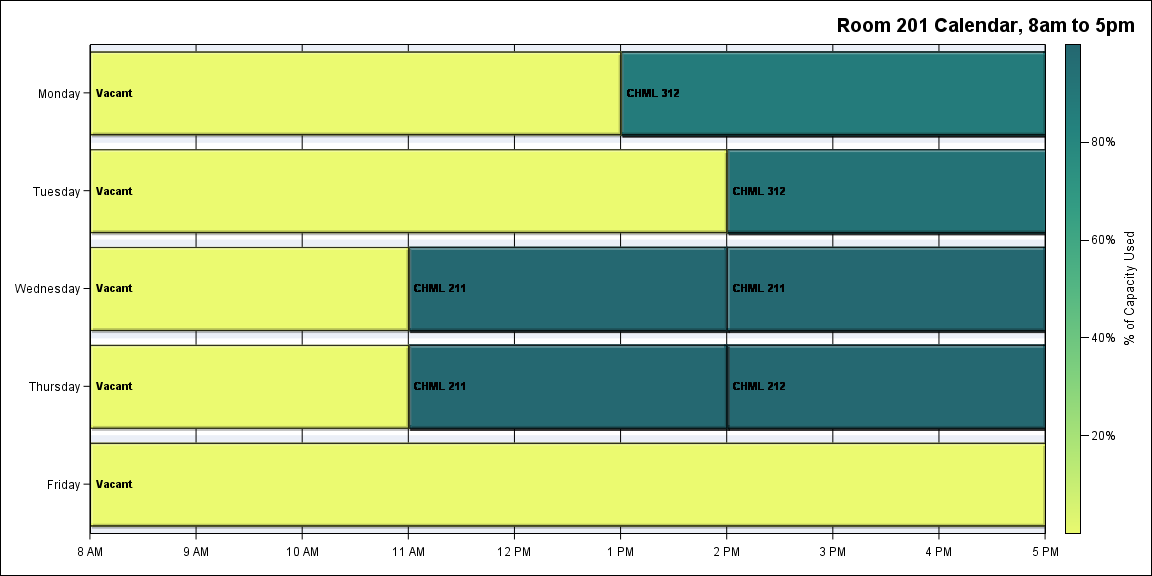 Room 201 Calendar, 8am to 5pm
Monday
Vacant
CHML 312
Tuesday
Vacant
CHML 312
Wednesday
Vacant
CHML 211
CHML 211
Thursday
Vacant
CHML 211
CHML 212
Friday
Vacant
8 AM
9 AM
10 AM
11 AM
12 PM
1 PM
2 PM
3 PM
4 PM
5 PM
80%
60%
40%
20%
% of Capacity Used